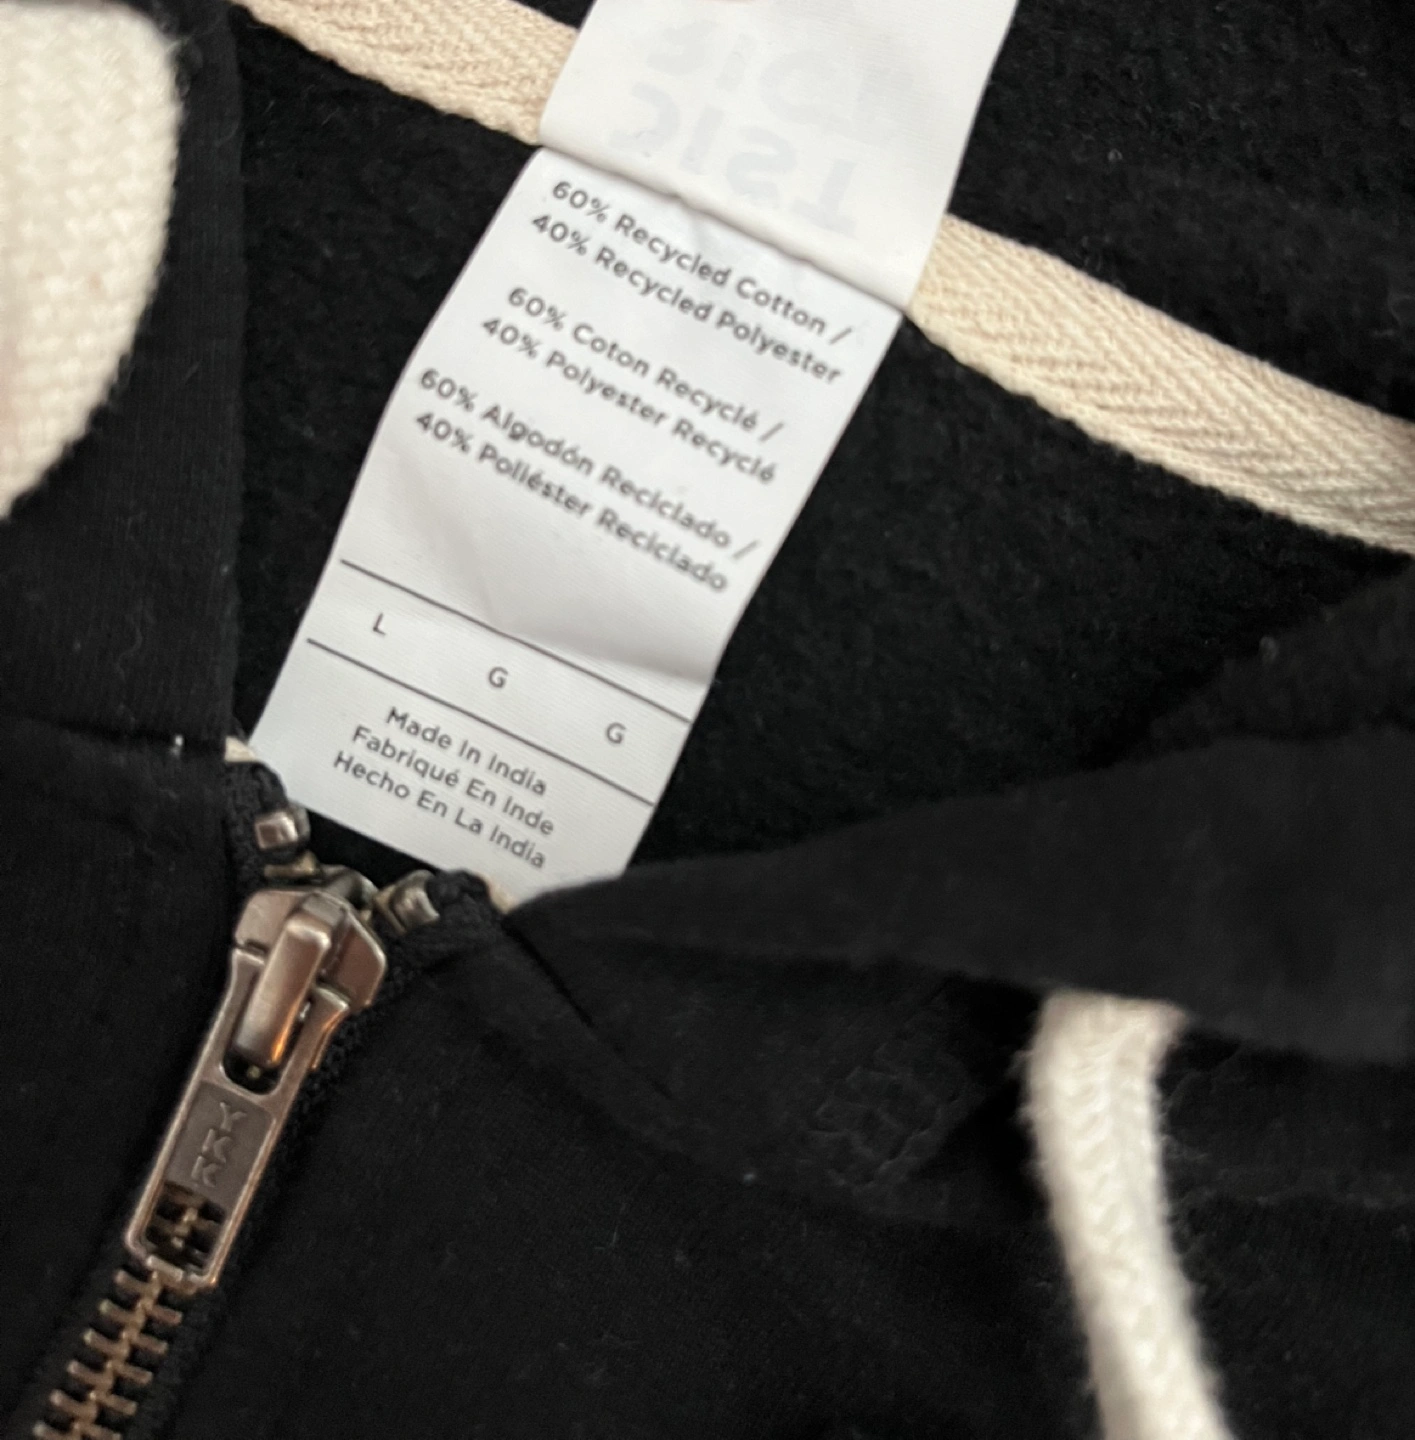 60% Recycled Cotton /
40% Recycled Polyester
60% Coton Recyclé /
40% Polyester Recyclé
60% Algodón Reciclado /
40% Poliéster Reciclado
L G G
Made In India
Fabriqué En Inde
Hecho En La India
YKK